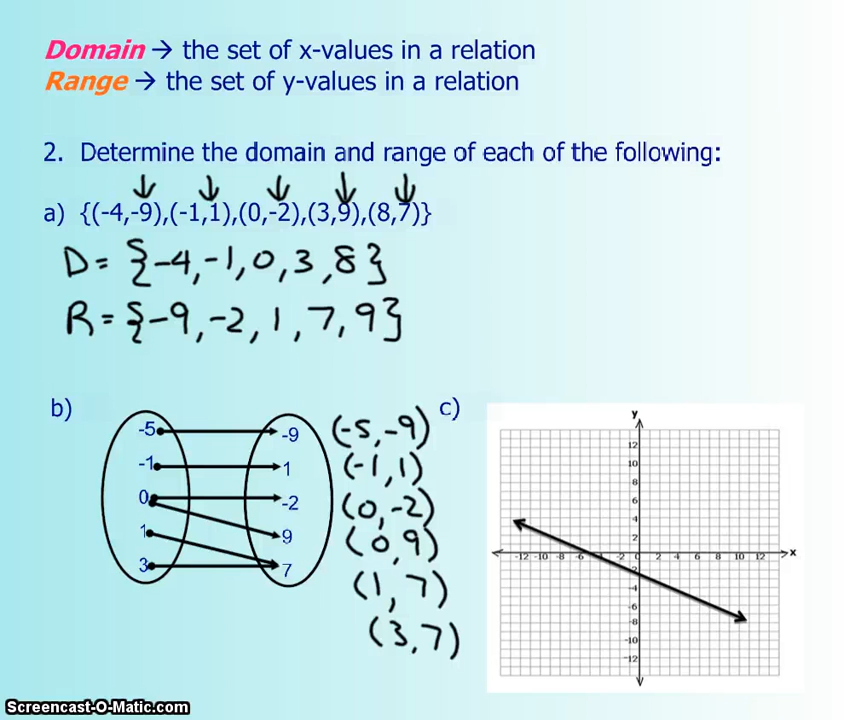 Domain → the set of x-values in a relation
Range → the set of y-values in a relation
2. Determine the domain and range of each of the following:
a) {(-4,-9),(-1,1),(0,-2),(3,9),(8,7)}
D = {-4, -1, 0, 3, 8}
R = {-9, -2, 1, 7, 9}
b)
-5
-1
0
1
3
-9
1
-2
9
7
(-5, -9)
(-1, 1)
(0, -2)
(0, 9)
(1, 7)
(3, 7)
c)
y
12
10
8
6
4
2
-12 -10 -8 -6 -4 -2 0 2 4 6 8 10 12 x
-2
-4
-6
-8
-10
-12
Screencast-O-Matic.com